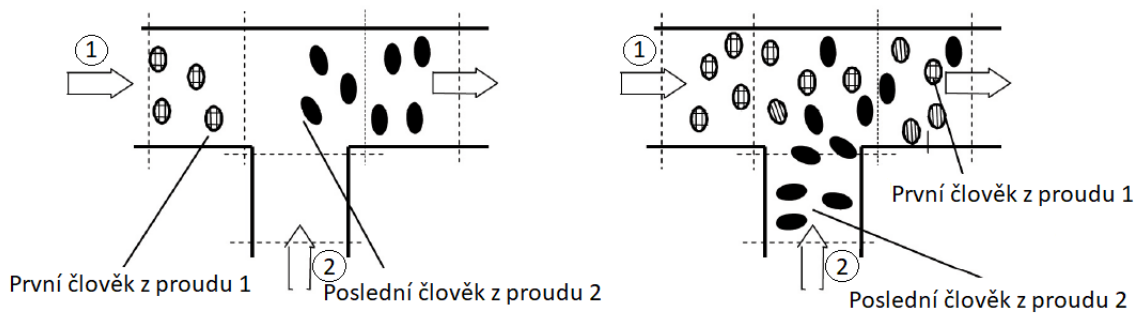 1
2
První člověk z proudu 1
Poslední člověk z proudu 2
1
První člověk z proudu 1
2
Poslední člověk z proudu 2